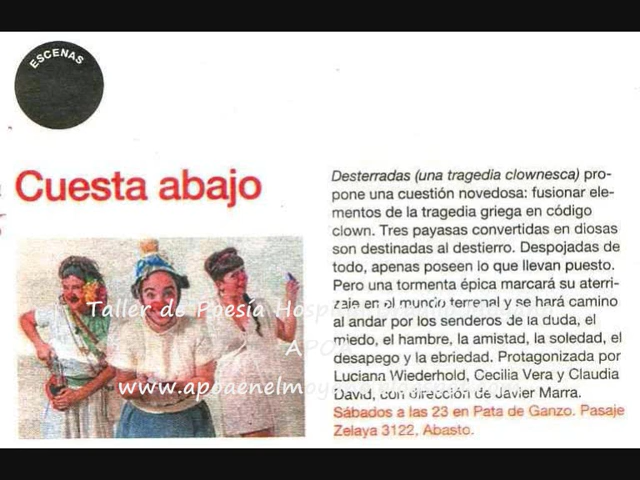 ESCENAS
Cuesta abajo
Desterradas (una tragedia clownesca) pro-
pone una cuestión novedosa: fusionar ele-
mentos de la tragedia griega en código
clown. Tres payasas convertidas en diosas
son destinadas al destierro. Despojadas de
todo, apenas poseen lo que llevan puesto.
Pero una tormenta épica marcará su aterri-
zaje en el mundo terrenal y se hará camino
al andar por los senderos de la duda, el
miedo, el hambre, la amistad, la soledad, el
desapego y la ebriedad. Protagonizada por
Luciann Wiederhold, Cecilia Vera y Claudia
David, con dirección de Javier Marra.
Sábados a las 23 en Pata de Ganzo. Pasaje
Zelaya 3122, Abasto.
Taller de Poesía
www.apoaenelmoyano